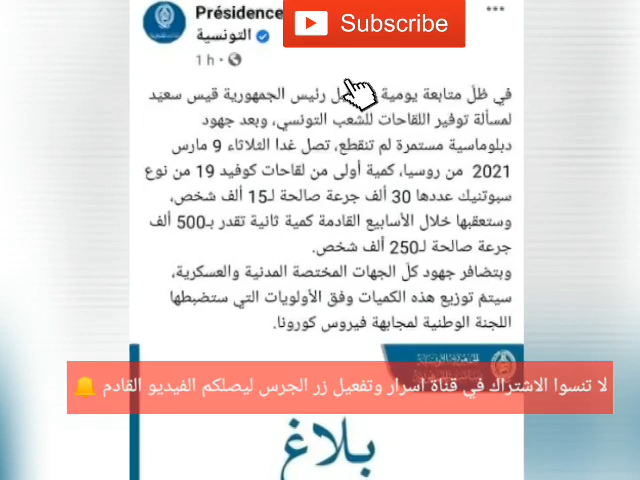 Présidence
Subscribe
التونسية
1 h
في ظلّ متابعة يومية رئيس الجمهورية قيس سعيّد
لمسألة توفير اللقاحات للشعب التونسي، وبعد جهود
دبلوماسية مستمرة لم تنقطع، تصل غدا الثلاثاء 9 مارس
2021 من روسيا، كمية أولى من لقاحات كوفيد 19 من نوع
سبوتنيك عددها 30 ألف جرعة صالحة لـ15 ألف شخص،
وستعقبها خلال الأسابيع القادمة كمية ثانية تقدر بـ500 ألف
جرعة صالحة لـ250 ألف شخص.
وبتضافر جهود كلّ الجهات المختصة المدنية والعسكرية،
سيتمّ توزيع هذه الكميات وفق الأولويات التي ستضبطها
اللجنة الوطنية لمجابهة فيروس كورونا.
لا تنسوا الاشتراك في قناة اسرار وتفعيل زر الجرس ليصلكم الفيديو القادم 🔔
بلاغ